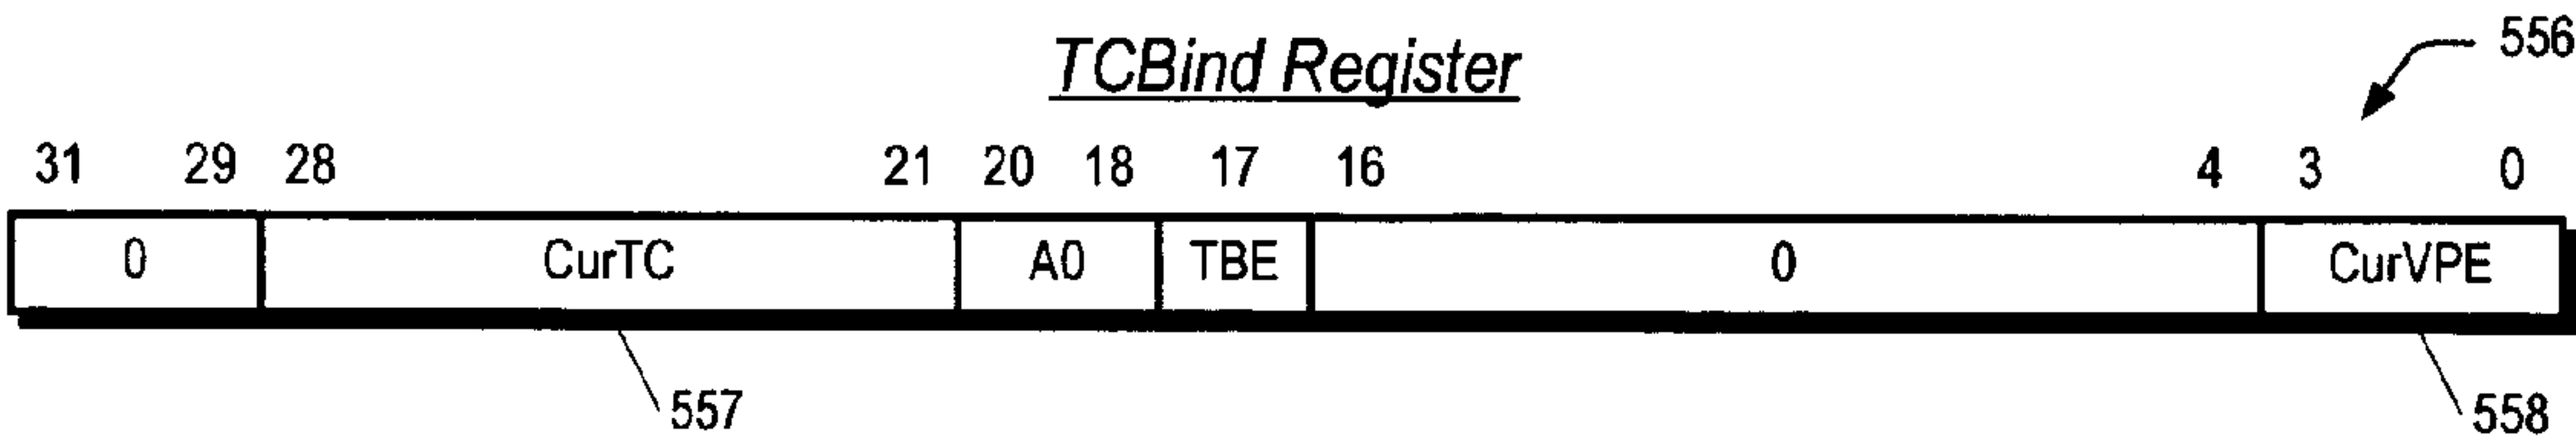 TCBind Register
556
31 29 28 21 20 18 17 16 4 3 0
0 CurTC A0 TBE 0 CurVPE
557 558